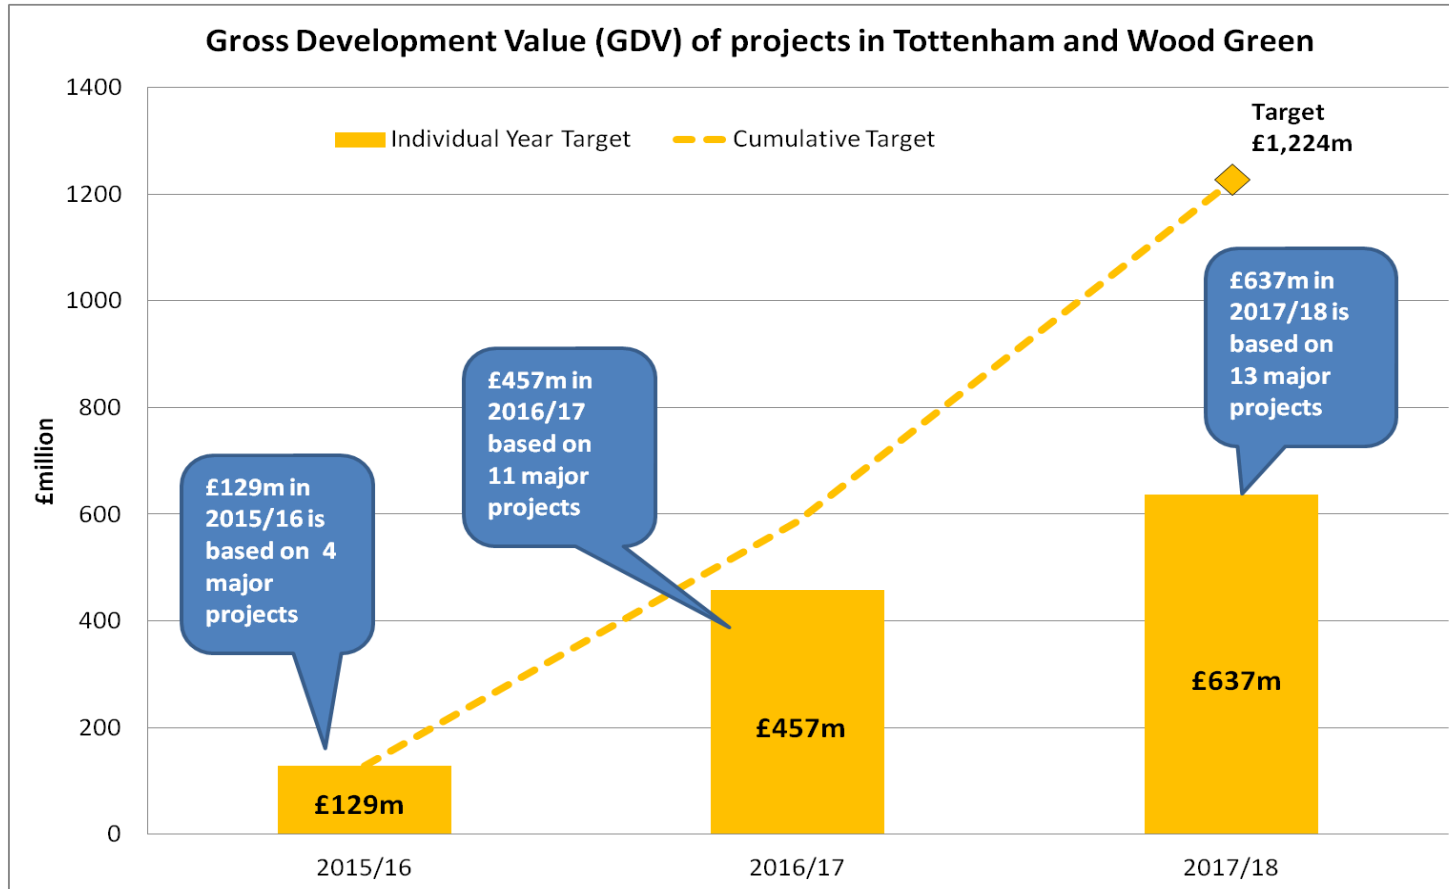 Gross Development Value (GDV) of projects in Tottenham and Wood Green
1400
1200
1000
800
600
400
200
0
£million
Individual Year Target
Cumulative Target
Target
£1,224m
£129m in
2015/16 is
based on  4
major
projects
£457m in
2016/17
based on
11 major
projects
£637m in
2017/18 is
based on
13 major
projects
£129m
£457m
£637m
2015/16
2016/17
2017/18